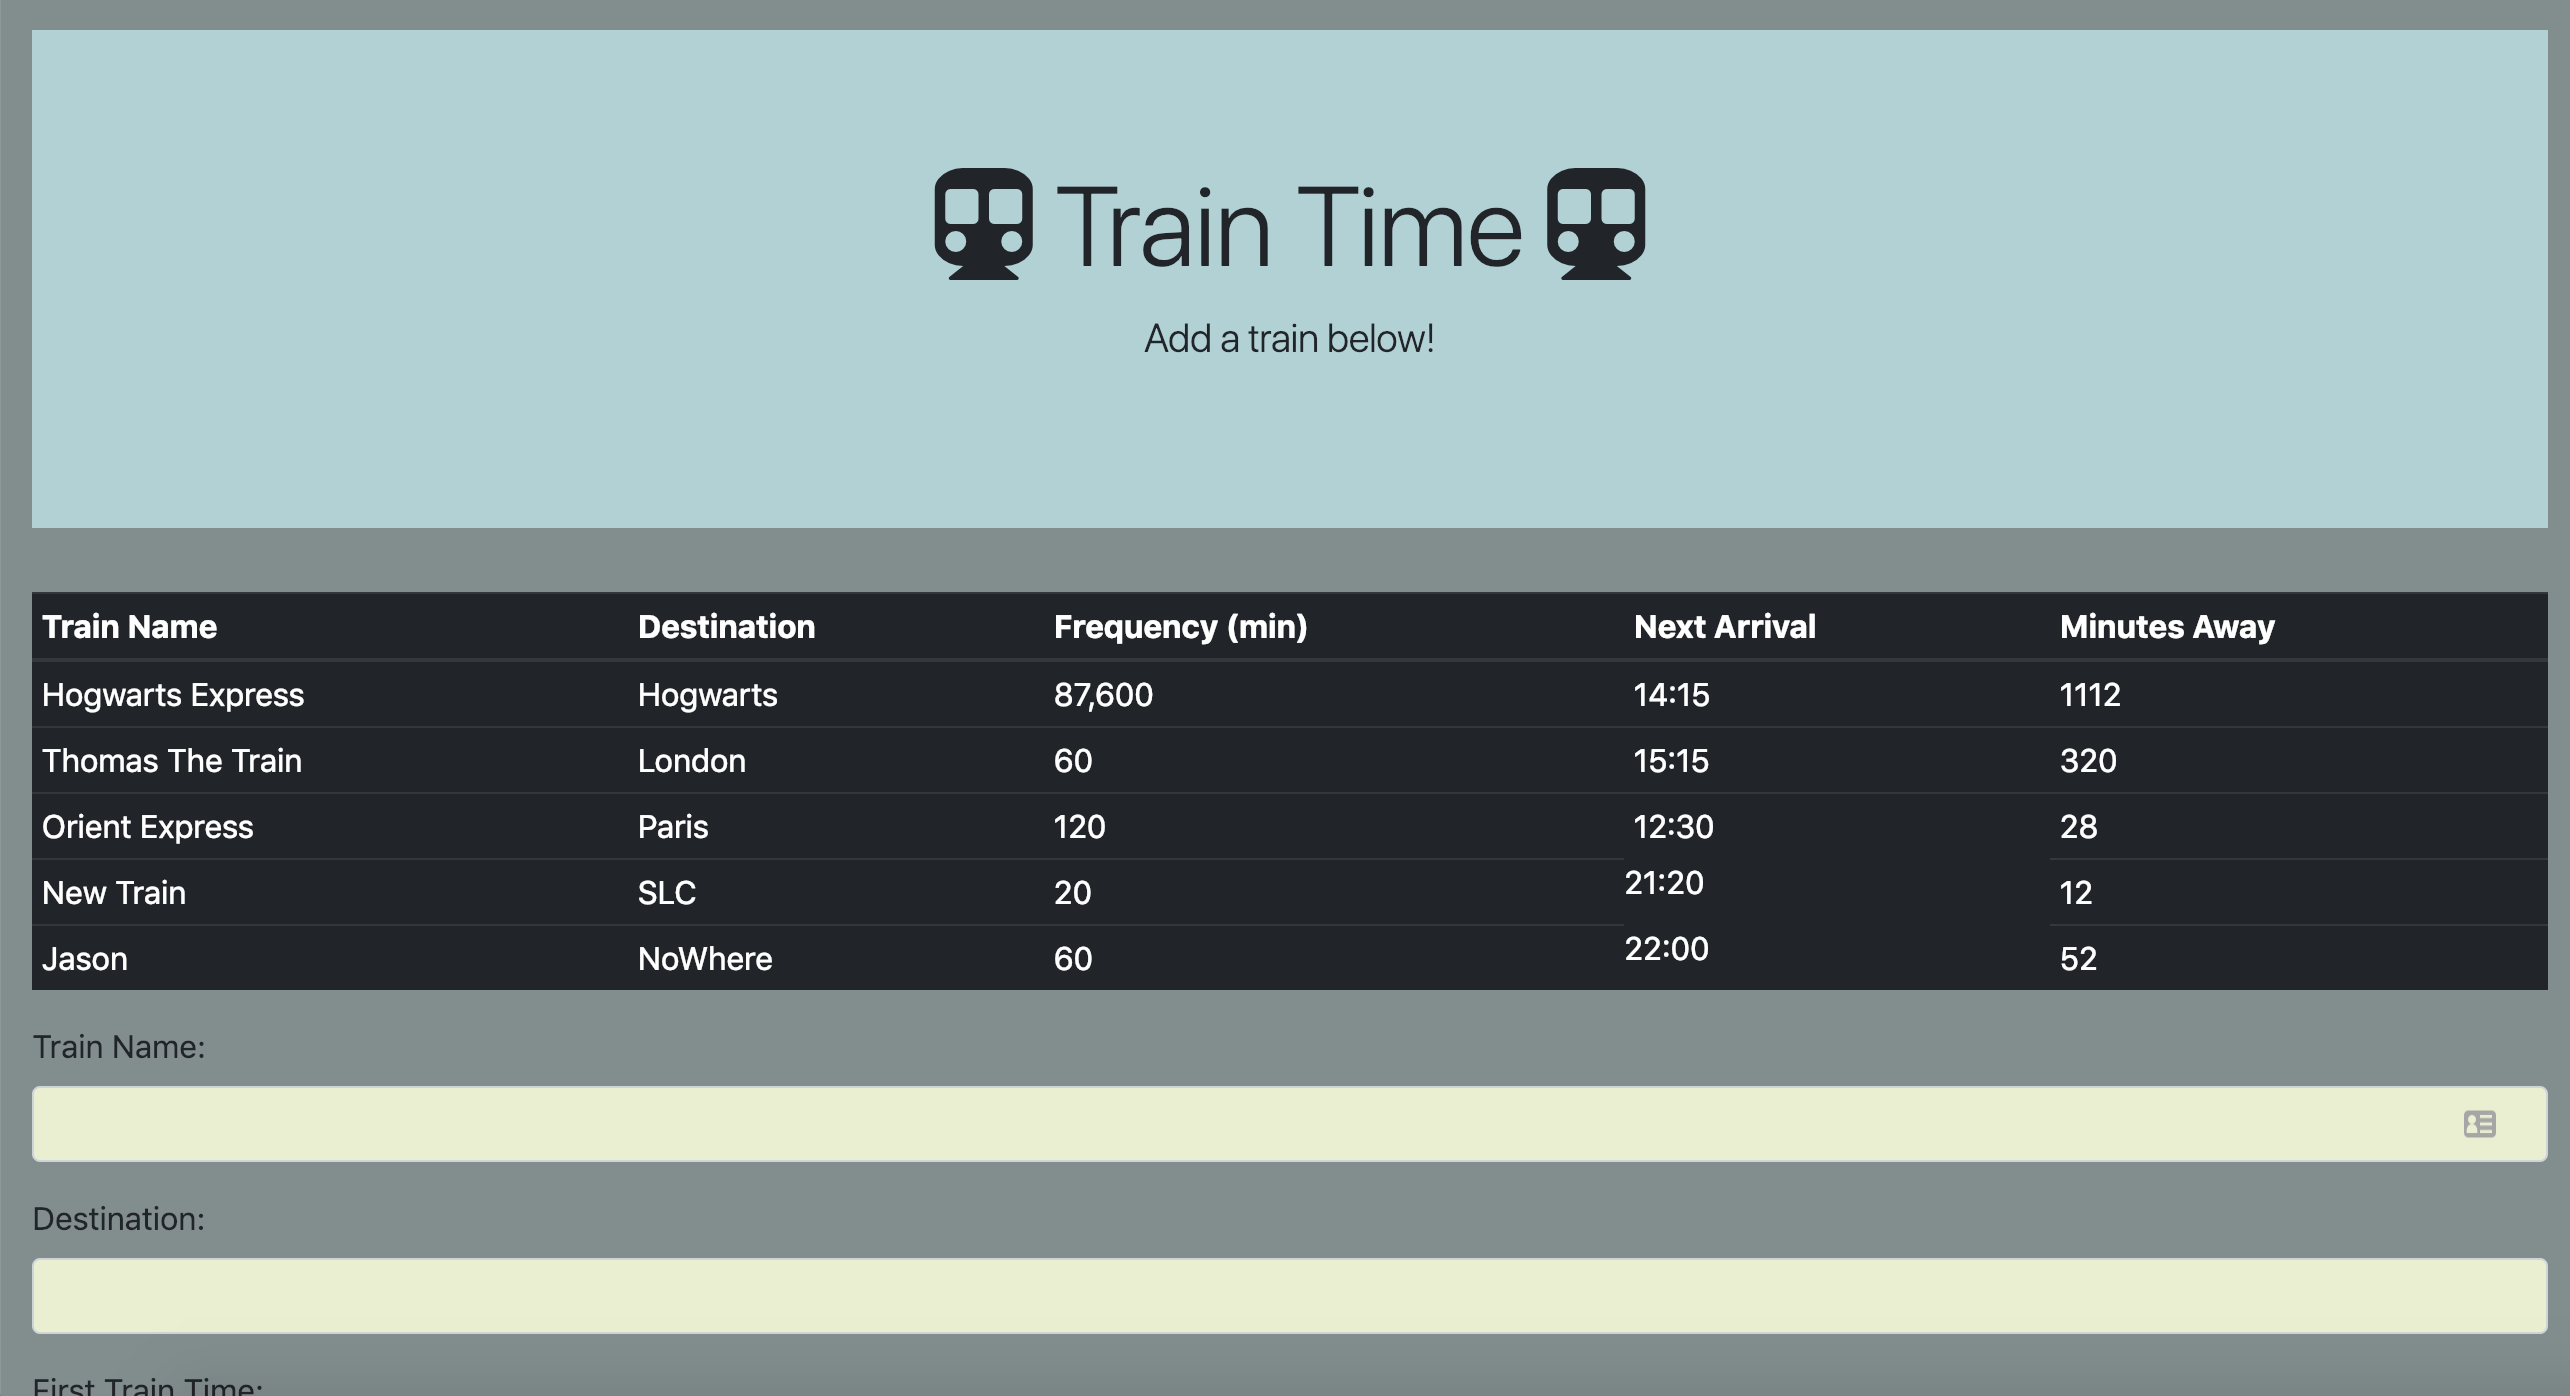 Train Time
Add a train below!
Train Name Destination Frequency (min) Next Arrival Minutes Away
Hogwarts Express Hogwarts 87,600 14:15 1112
Thomas The Train London 60 15:15 320
Orient Express Paris 120 12:30 28
New Train SLC 20 21:20 12
Jason NoWhere 60 22:00 52
Train Name:
Destination:
First Train Time: